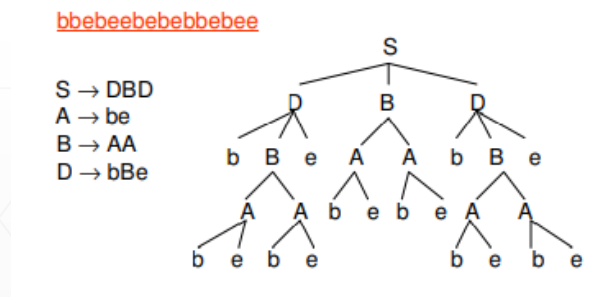 bbebeebebebbebee
S → DBD
A → be
B → AA
D → bBe
S
D B D
b B e A A b B e
A A b e b e A A
b e b e b e b e